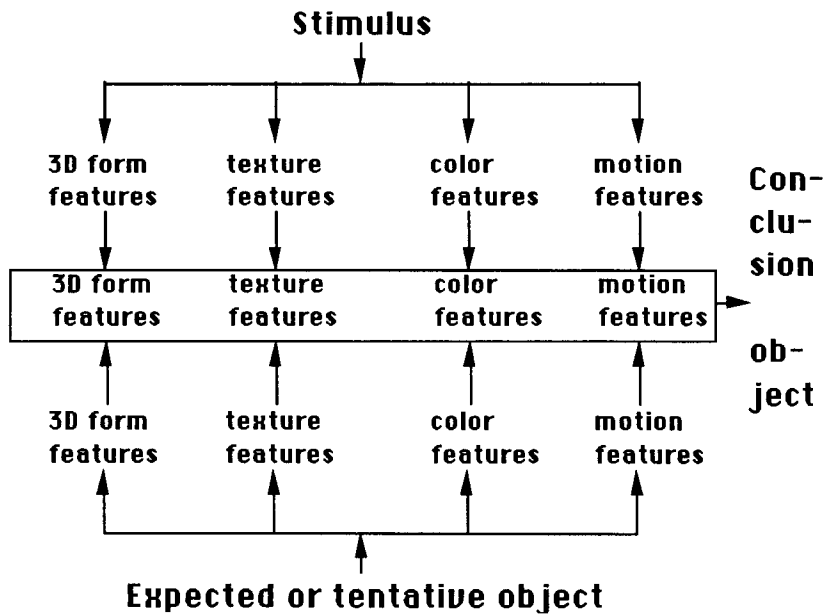 Stimulus
3D form texture color motion
features features features features
3D form texture color motion
features features features features
3D form texture color motion
features features features features
Con-
clu-
sion
ob-
ject
Expected or tentative object